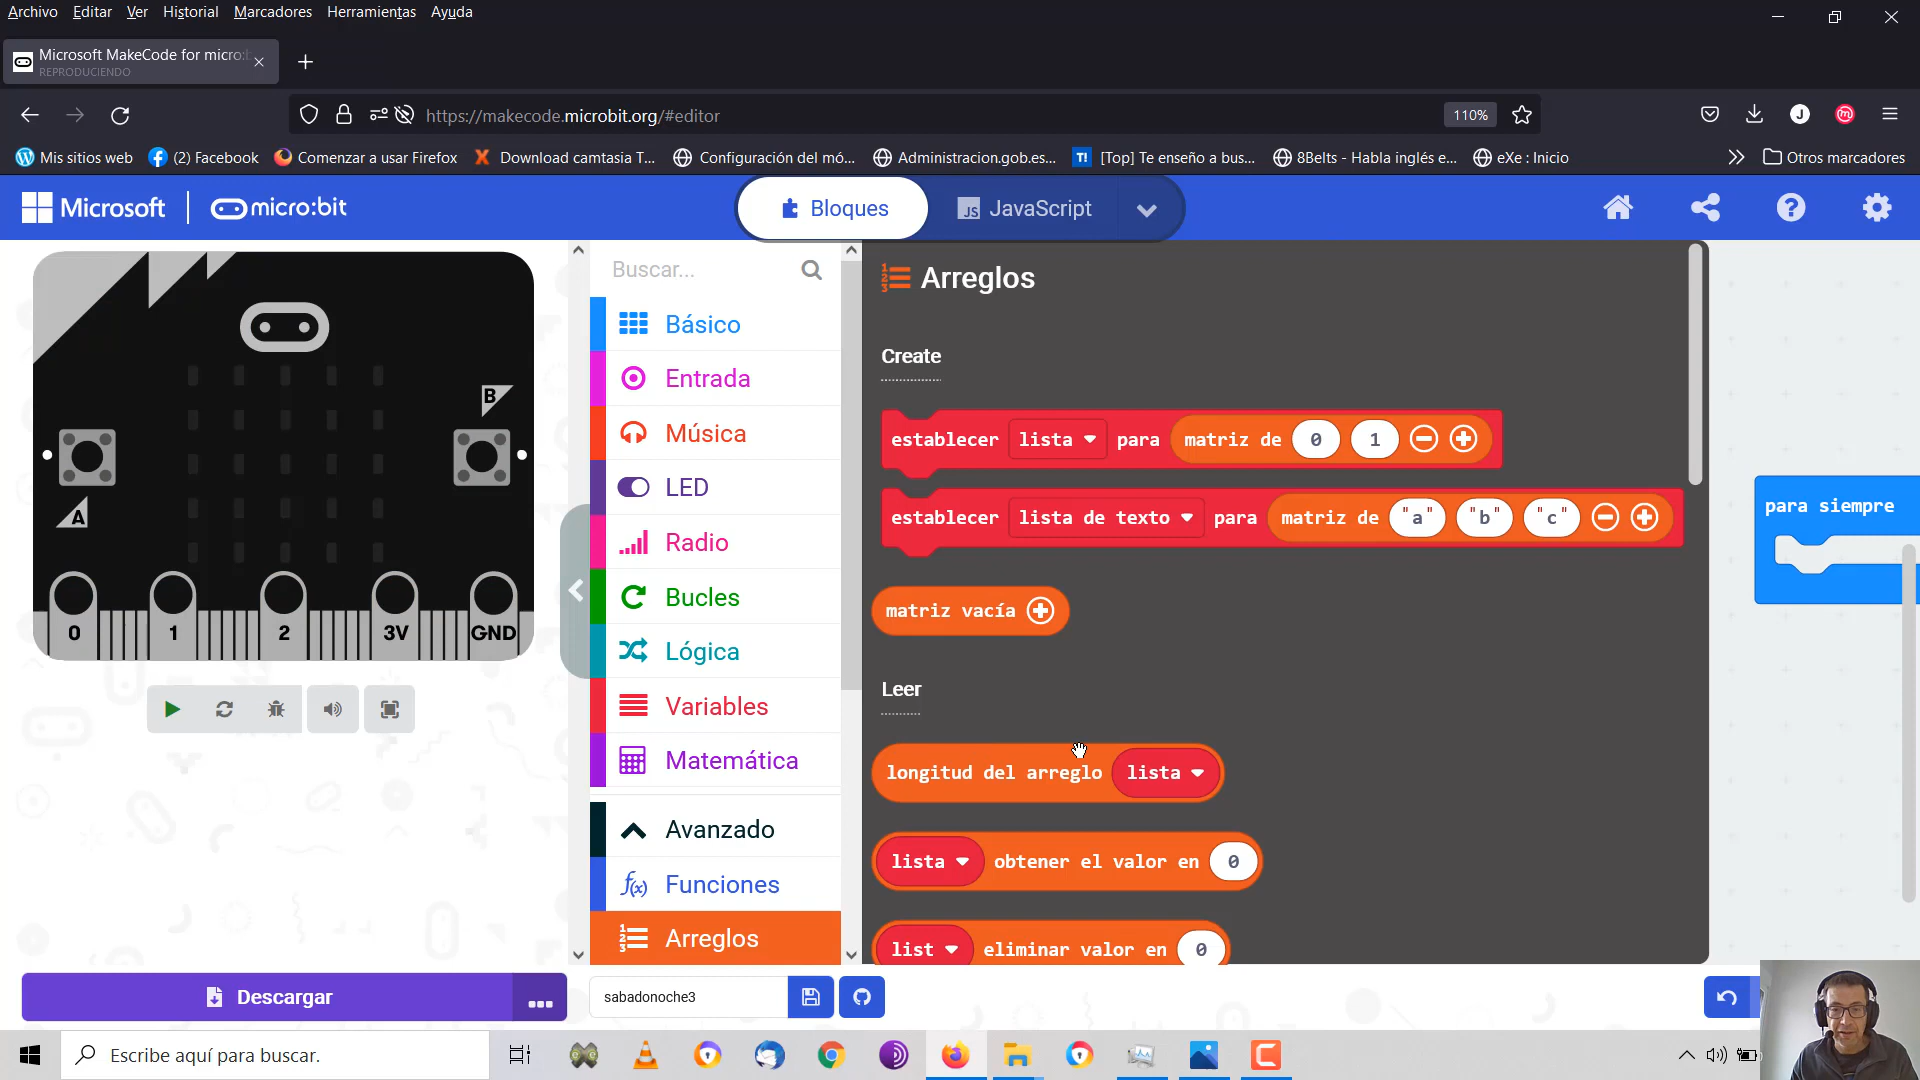 Archivo Editar Ver Historial Marcadores Herramientas Ayuda
Microsoft MakeCode for micro:b
REPRODUCIENDO
https://makecode.microbit.org/#editor
110%
J
m
Mis sitios web
(2) Facebook
Comenzar a usar Firefox
Download camtasia T...
Configuración del mó...
Administracion.gob.es...
T!
[Top] Te enseño a bus...
8Belts - Habla inglés e...
eXe : Inicio
Otros marcadores
Microsoft
micro:bit
Bloques
JS
JavaScript
B
A
0
1
2
3V
GND
Buscar...
Básico
Entrada
Música
LED
Radio
Bucles
Lógica
Variables
Matemática
Avanzado
f(x) Funciones
Arreglos
Arreglos
Create
establecer lista para matriz de 0 1
establecer lista de texto para matriz de "a" "b" "c"
matriz vacía
Leer
longitud del arreglo lista
lista obtener el valor en 0
list eliminar valor en 0
para siempre
Descargar
...
sabadonoche3
Escribe aquí para buscar.